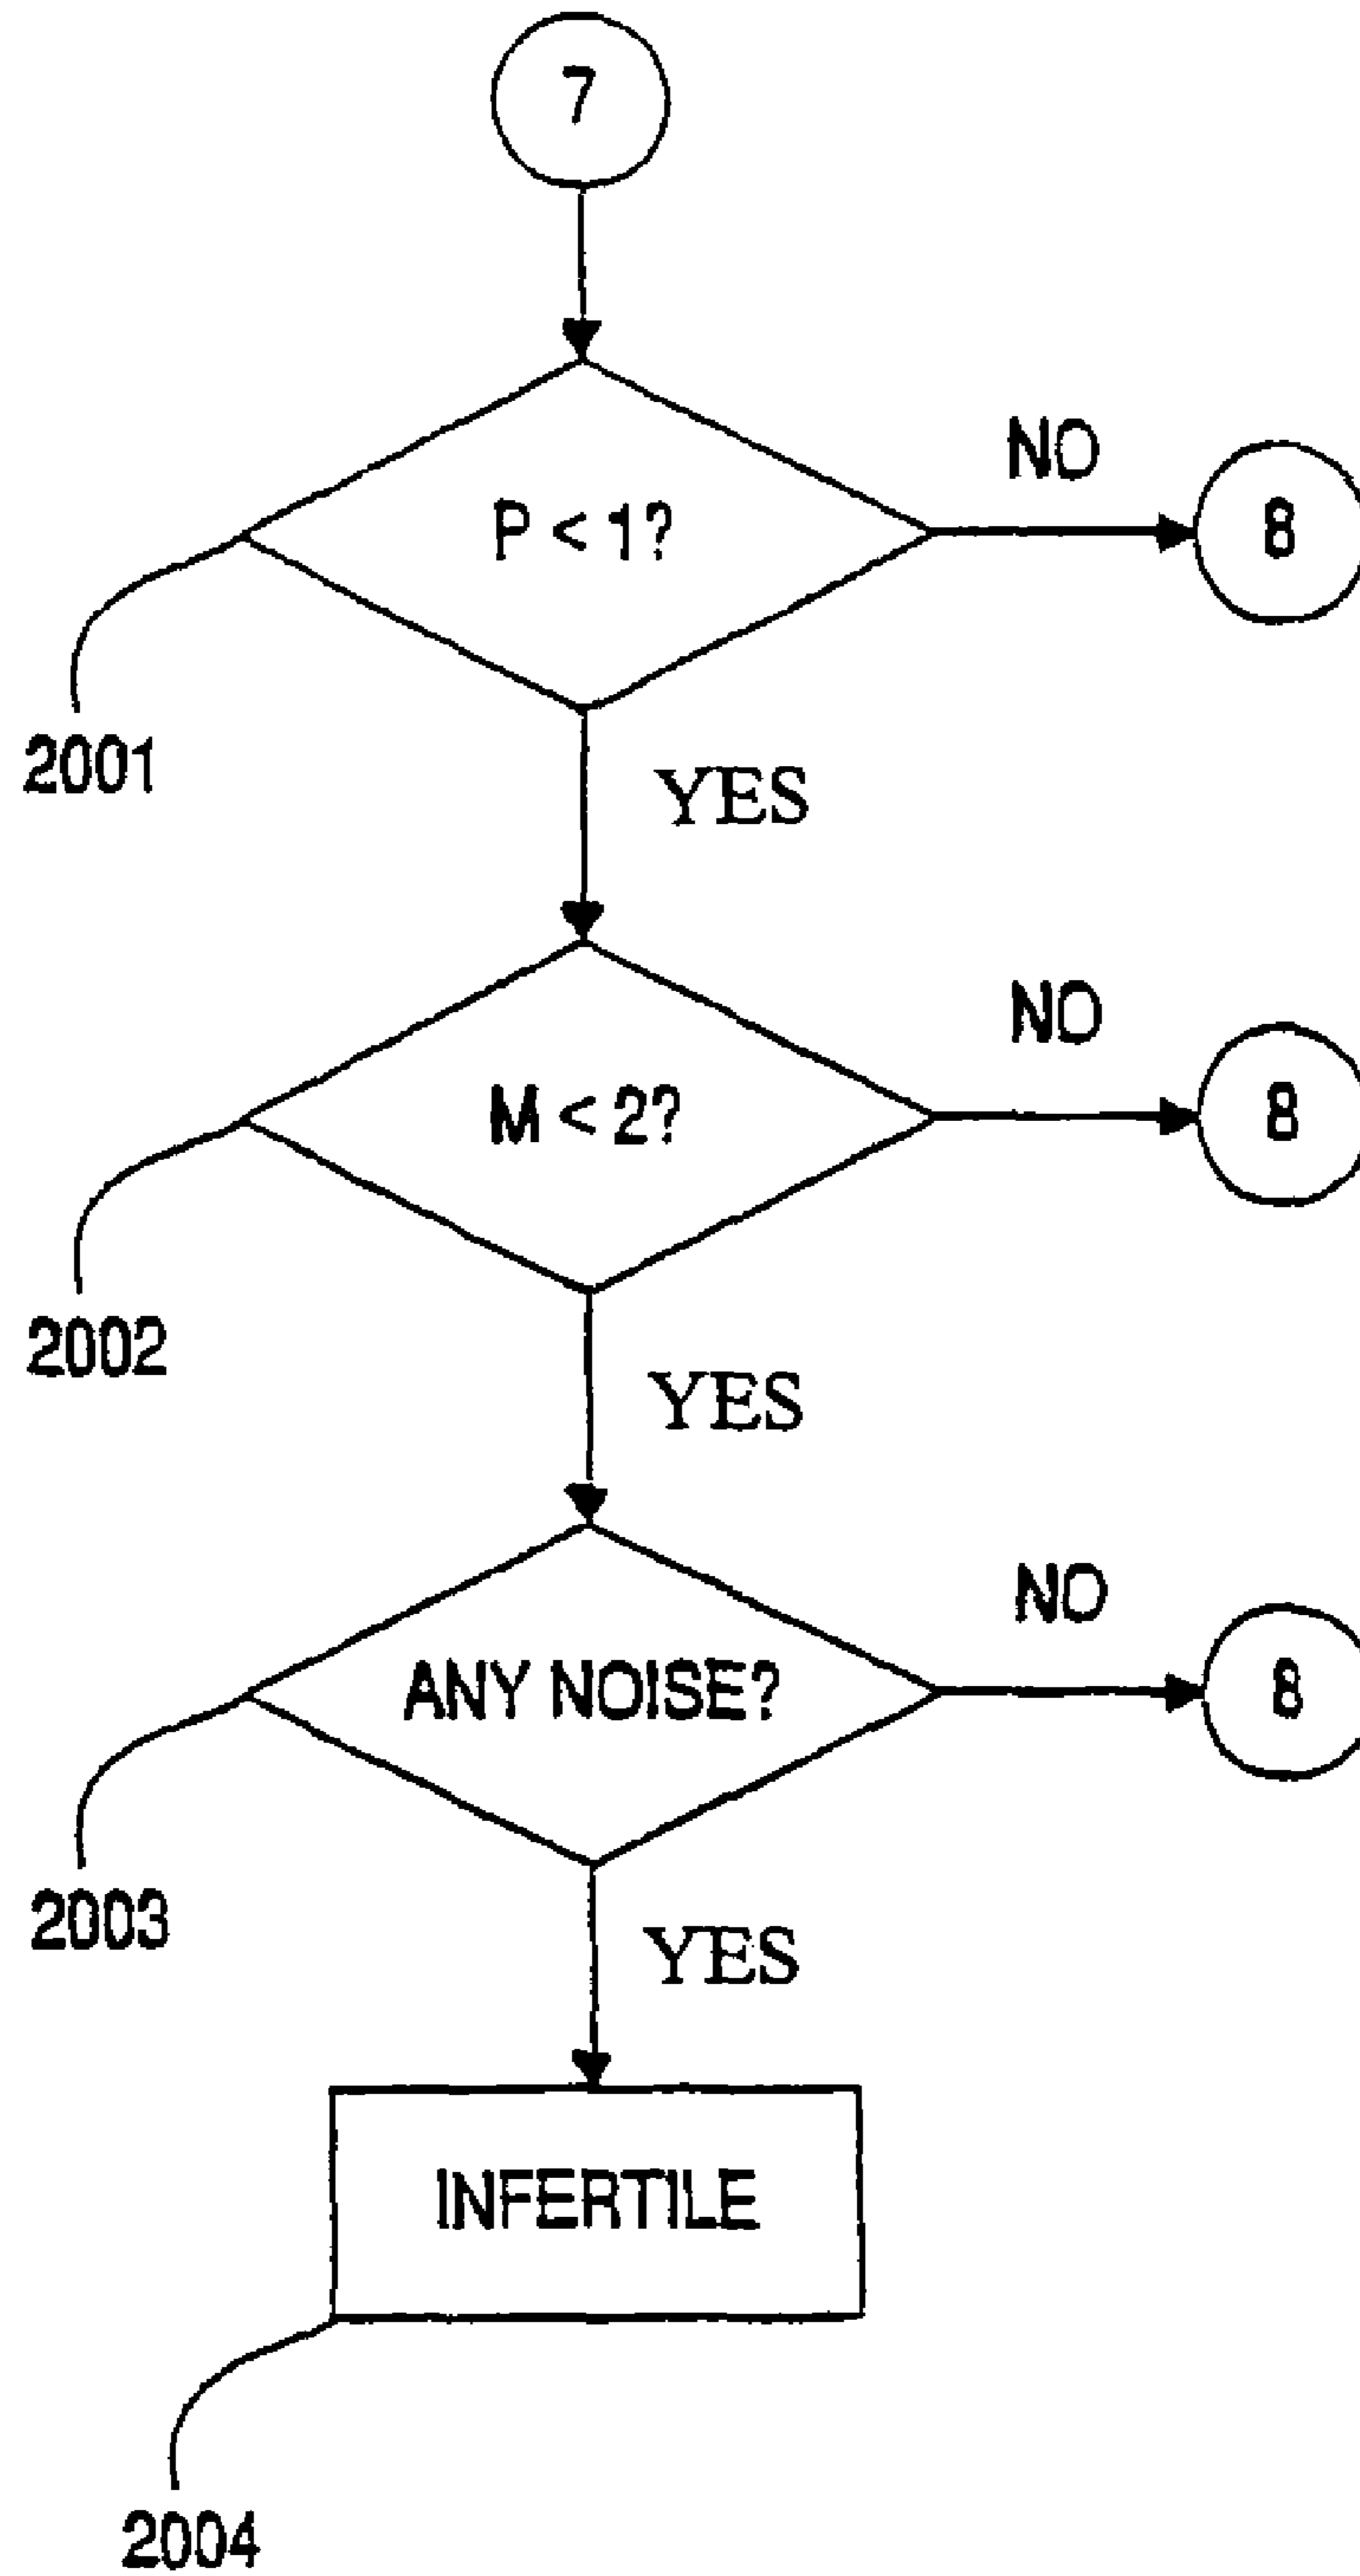 7
NO
P < 1?
8
2001
YES
NO
M < 2?
8
2002
YES
NO
ANY NOISE?
8
2003
YES
INFERTILE
2004